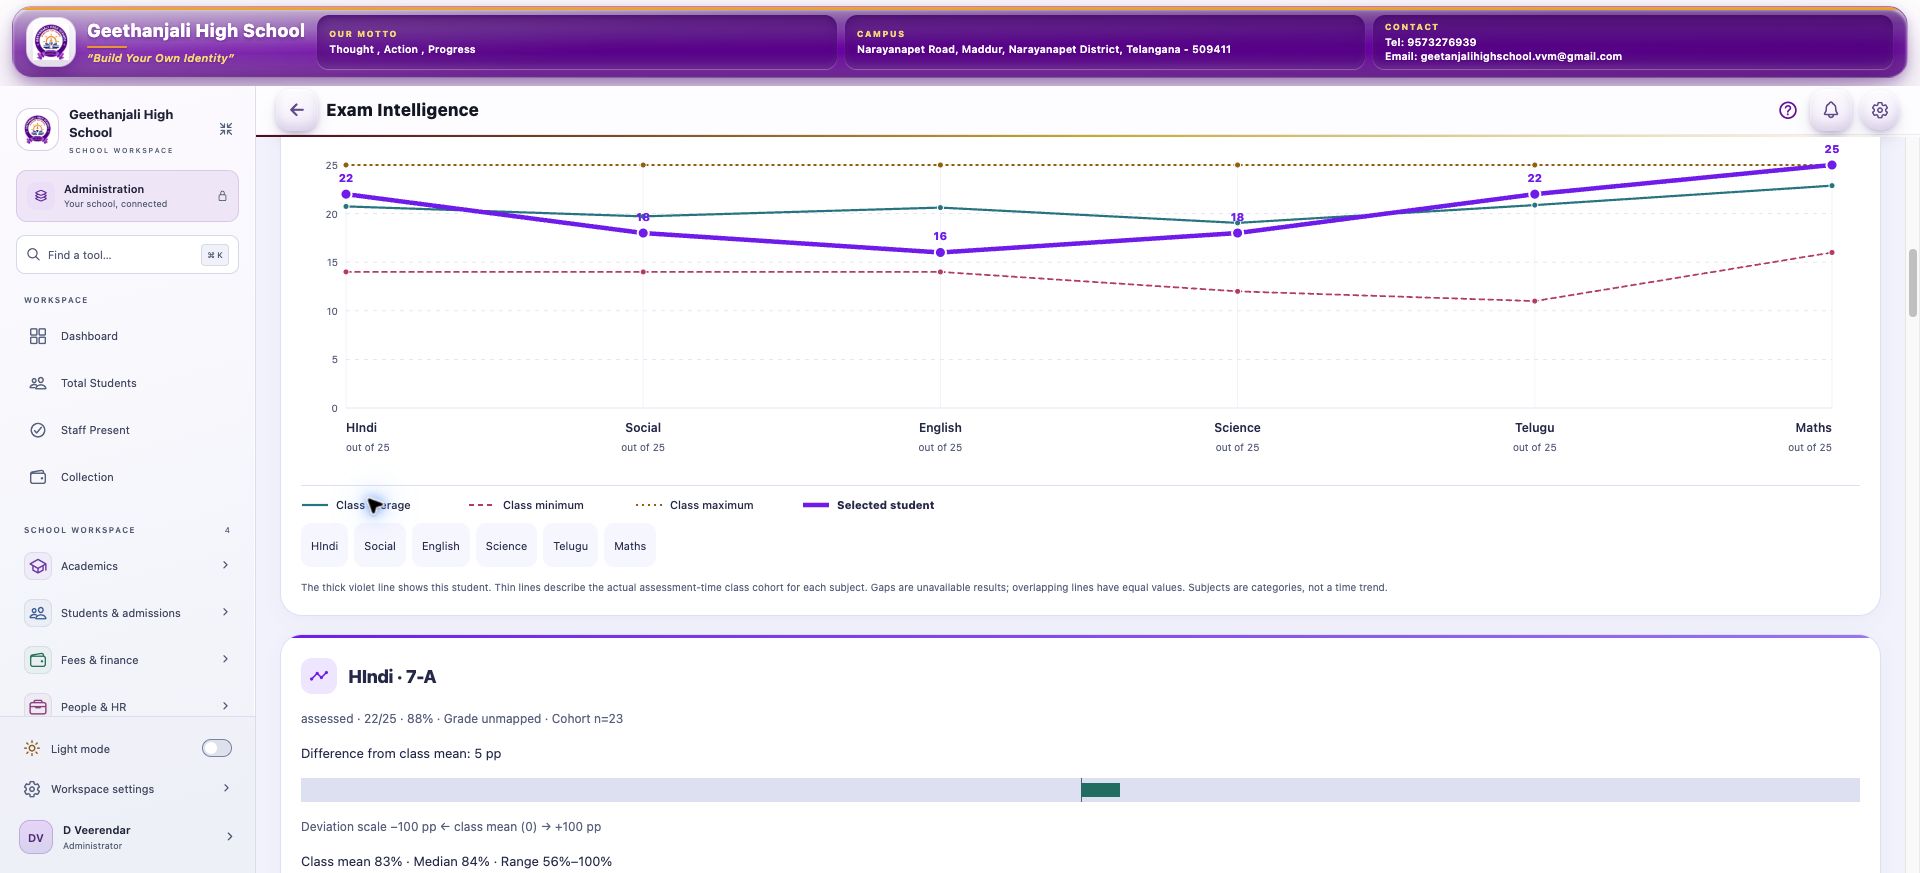 Geethanjali High School
"Build Your Own Identity"
OUR MOTTO
Thought , Action , Progress
CAMPUS
Narayanapet Road, Maddur, Narayanapet District, Telangana - 509411
CONTACT
Tel: 9573276939
Email: geetanjalihighschool.vvm@gmail.com
Geethanjali High
School
SCHOOL WORKSPACE
Administration
Your school, connected
Find a tool...
⌘ K
WORKSPACE
Dashboard
Total Students
Staff Present
Collection
SCHOOL WORKSPACE 4
Academics
Students & admissions
Fees & finance
People & HR
Light mode
Workspace settings
DV
D Veerendar
Administrator
Exam Intelligence
25
20
15
10
5
0
22 18 16 18 22 25
HIndi Social English Science Telugu Maths
out of 25 out of 25 out of 25 out of 25 out of 25 out of 25
Class Class minimum Class maximum Selected student
HIndi Social English Science Telugu Maths
The thick violet line shows this student. Thin lines describe the actual assessment-time class cohort for each subject. Gaps are unavailable results; overlapping lines have equal values. Subjects are categories, not a time trend.
HIndi · 7-A
assessed · 22/25 · 88% · Grade unmapped · Cohort n=23
Difference from class mean: 5 pp
Deviation scale −100 pp ← class mean (0) → +100 pp
Class mean 83% · Median 84% · Range 56%–100%